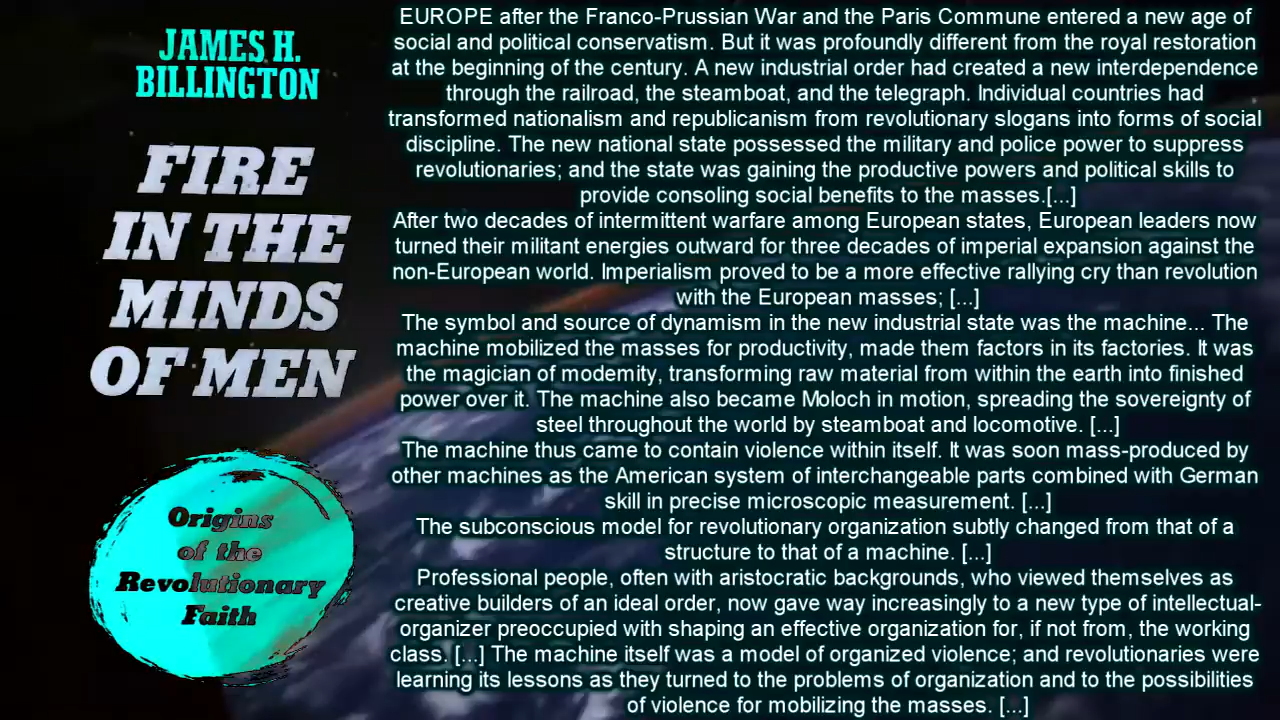 JAMES H.
BILLINGTON
FIRE
IN THE
MINDS
OF MEN
Origins
of the
Revolutionary
Faith
EUROPE after the Franco-Prussian War and the Paris Commune entered a new age of
social and political conservatism. But it was profoundly different from the royal restoration
at the beginning of the century. A new industrial order had created a new interdependence
through the railroad, the steamboat, and the telegraph. Individual countries had
transformed nationalism and republicanism from revolutionary slogans into forms of social
discipline. The new national state possessed the military and police power to suppress
revolutionaries; and the state was gaining the productive powers and political skills to
provide consoling social benefits to the masses.[...]
After two decades of intermittent warfare among European states, European leaders now
turned their militant energies outward for three decades of imperial expansion against the
non-European world. Imperialism proved to be a more effective rallying cry than revolution
with the European masses; [...]
The symbol and source of dynamism in the new industrial state was the machine... The
machine mobilized the masses for productivity, made them factors in its factories. It was
the magician of modemity, transforming raw material from within the earth into finished
power over it. The machine also became Moloch in motion, spreading the sovereignty of
steel throughout the world by steamboat and locomotive. [...]
The machine thus came to contain violence within itself. It was soon mass-produced by
other machines as the American system of interchangeable parts combined with German
skill in precise microscopic measurement. [...]
The subconscious model for revolutionary organization subtly changed from that of a
structure to that of a machine. [...]
Professional people, often with aristocratic backgrounds, who viewed themselves as
creative builders of an ideal order, now gave way increasingly to a new type of intellectual-
organizer preoccupied with shaping an effective organization for, if not from, the working
class. [...] The machine itself was a model of organized violence; and revolutionaries were
learning its lessons as they turned to the problems of organization and to the possibilities
of violence for mobilizing the masses. [...]